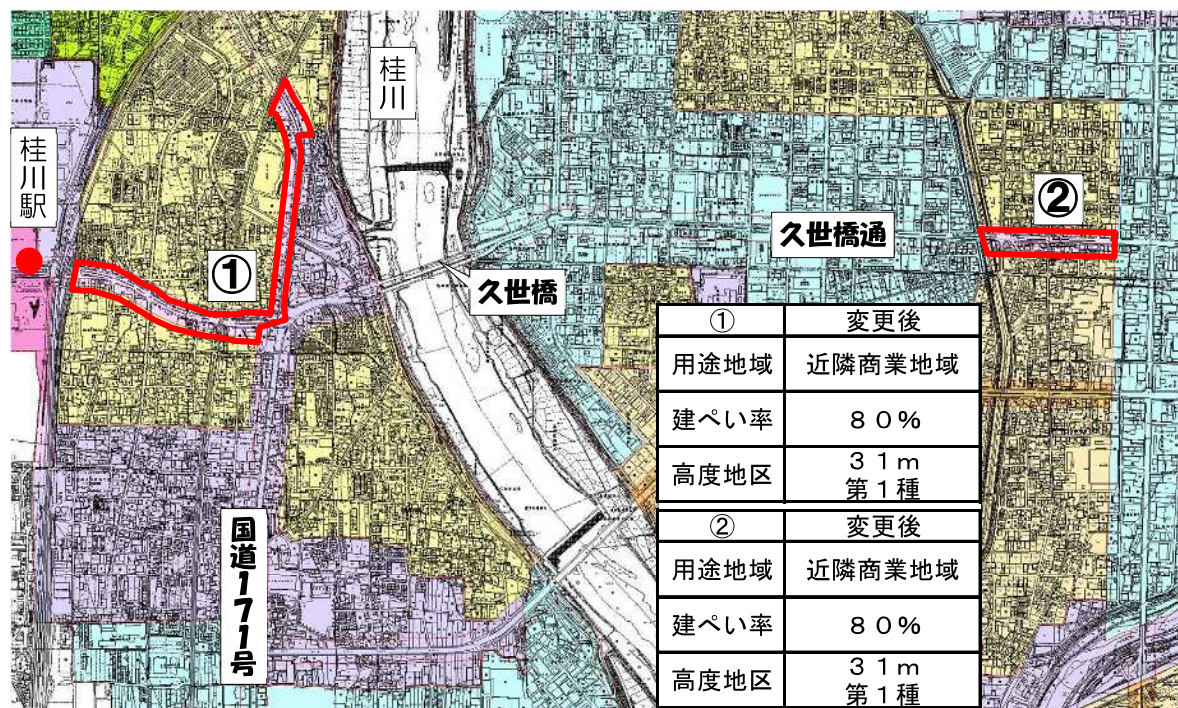 桂川
桂川駅
①
②
久世橋通
久世橋
国道171号
① 変更後
用途地域 近隣商業地域
建ぺい率 ８０%
高度地区 ３１ｍ
第１種
② 変更後
用途地域 近隣商業地域
建ぺい率 ８０%
高度地区 ３１ｍ
第１種